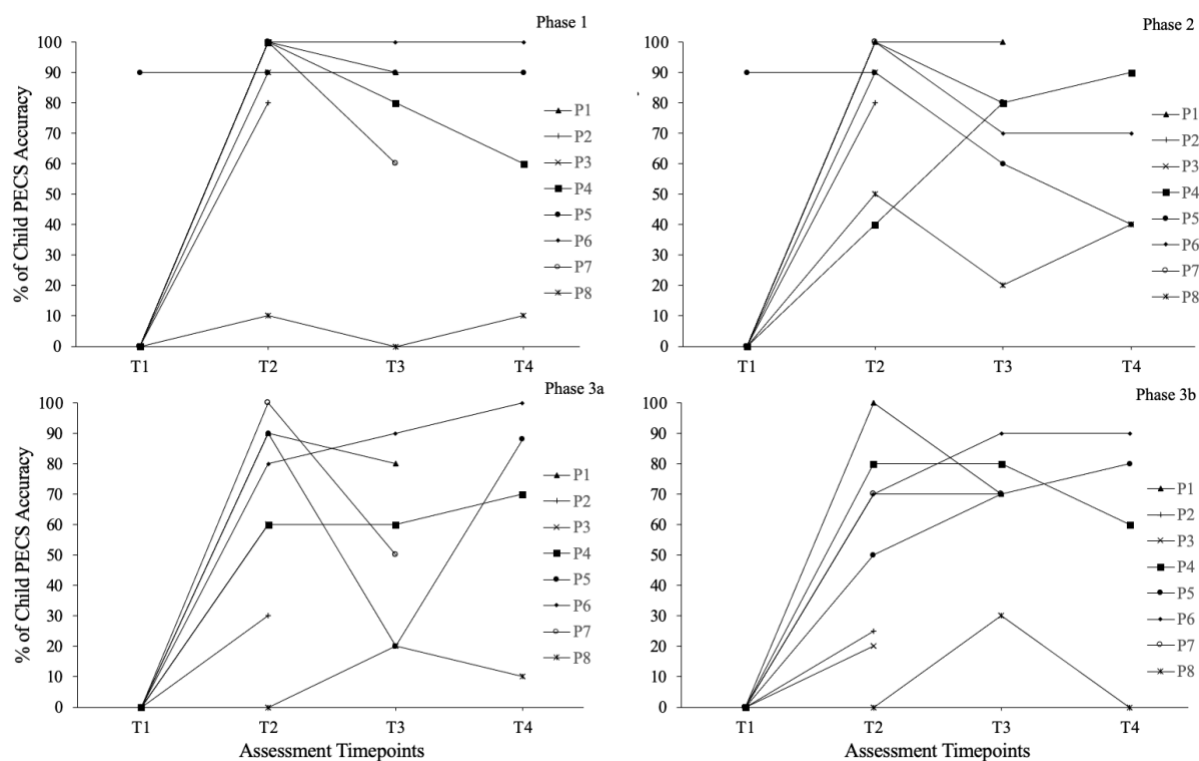 Phase 1
% of Child PECS Accuracy
100
90
80
70
60
50
40
30
20
10
0
T1 T2 T3 T4
P1
P2
P3
P4
P5
P6
P7
P8
Phase 2
100
90
80
70
60
50
40
30
20
10
0
T1 T2 T3 T4
P1
P2
P3
P4
P5
P6
P7
P8
Phase 3a
% of Child PECS Accuracy
100
90
80
70
60
50
40
30
20
10
0
T1 T2 T3 T4
Assessment Timepoints
P1
P2
P3
P4
P5
P6
P7
P8
Phase 3b
100
90
80
70
60
50
40
30
20
10
0
T1 T2 T3 T4
Assessment Timepoints
P1
P2
P3
P4
P5
P6
P7
P8